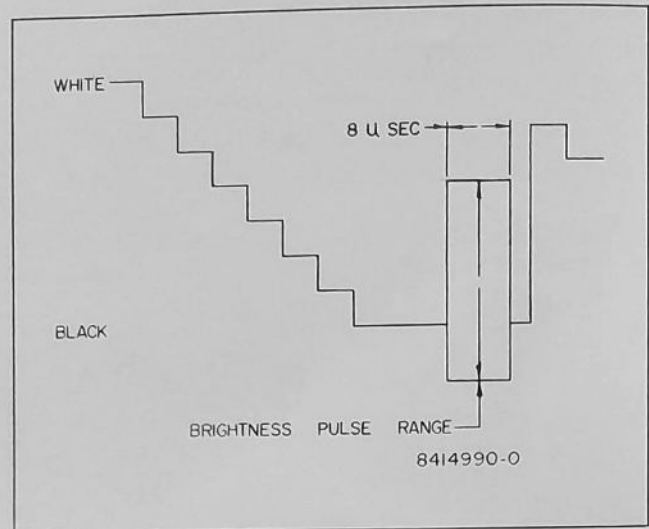 WHITE
8 U SEC
BLACK
BRIGHTNESS PULSE RANGE
8414990-0